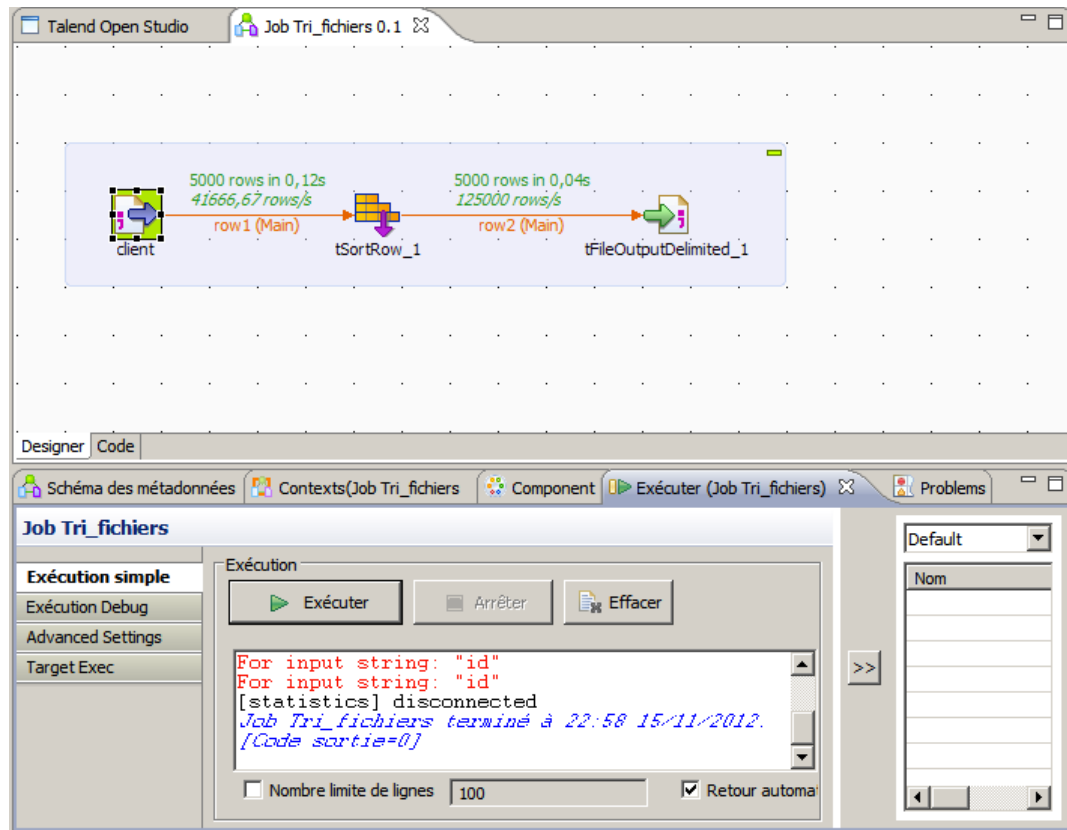 Talend Open Studio
Job Tri_fichiers 0.1
5000 rows in 0,12s
41666,67 rows/s
row1 (Main)
5000 rows in 0,04s
125000 rows/s
row2 (Main)
client
tSortRow_1
tFileOutputDelimited_1
Designer
Code
Schéma des métadonnées
Contexts(Job Tri_fichiers
Component
Exécuter (Job Tri_fichiers)
Problems
Job Tri_fichiers
Exécution simple
Exécution Debug
Advanced Settings
Target Exec
Exécution
Exécuter
Arrêter
Effacer
For input string: "id"
For input string: "id"
[statistics] disconnected
Job Tri_fichiers terminé à 22:58 15/11/2012.
[Code sortie=0]
Nombre limite de lignes
100
Retour automa
>>
Default
Nom